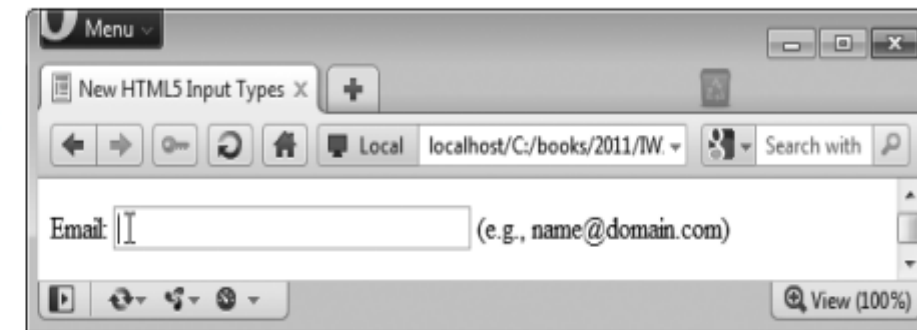 Menu
New HTML5 Input Types
Local localhost/C:/books/2011/IW. Search with
Email: (e.g., name@domain.com)
View (100%)